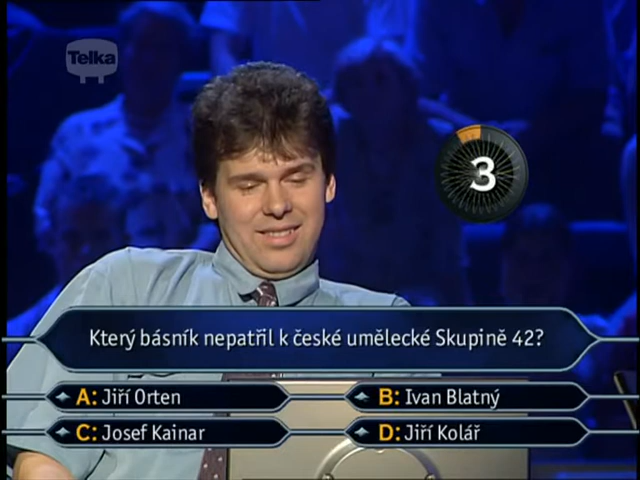 Telka
3
Který básník nepatřil k české umělecké Skupině 42?
A: Jiří Orten
B: Ivan Blatný
C: Josef Kainar
D: Jiří Kolář